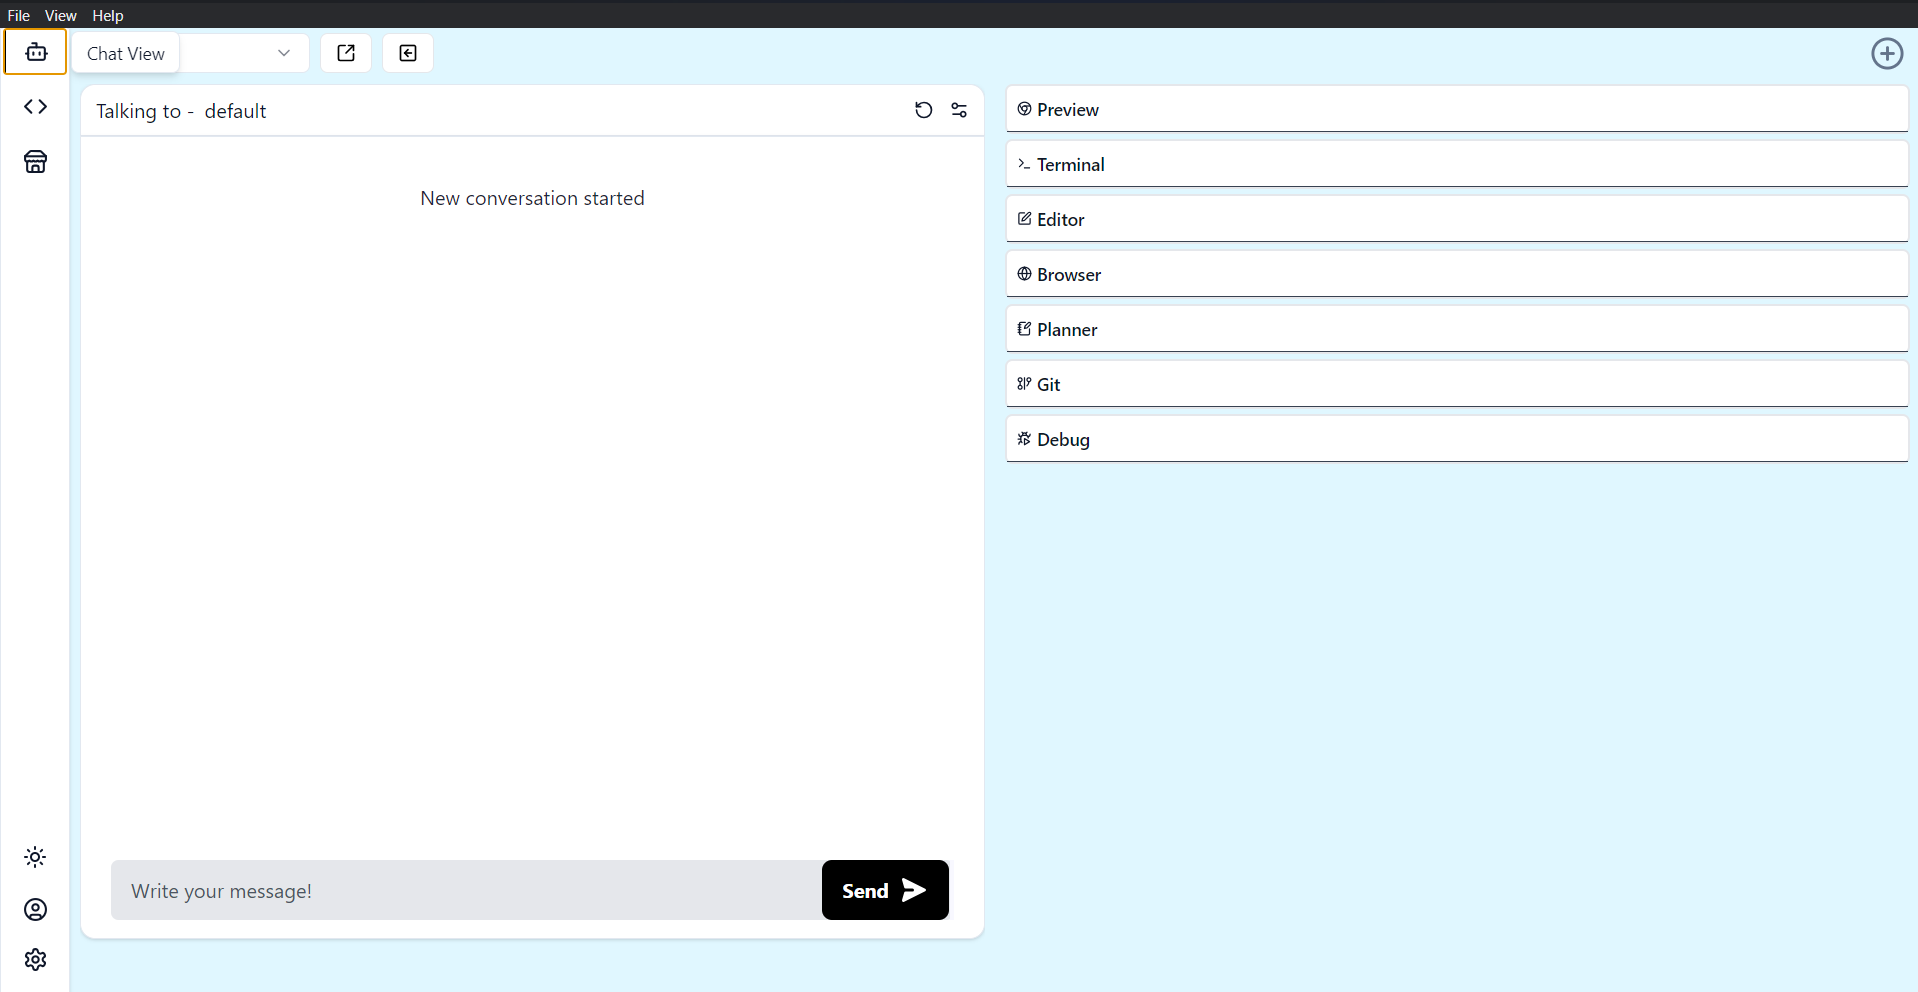 File View Help
Chat View
Talking to - default
New conversation started
Write your message!
Send
Preview
Terminal
Editor
Browser
Planner
Git
Debug